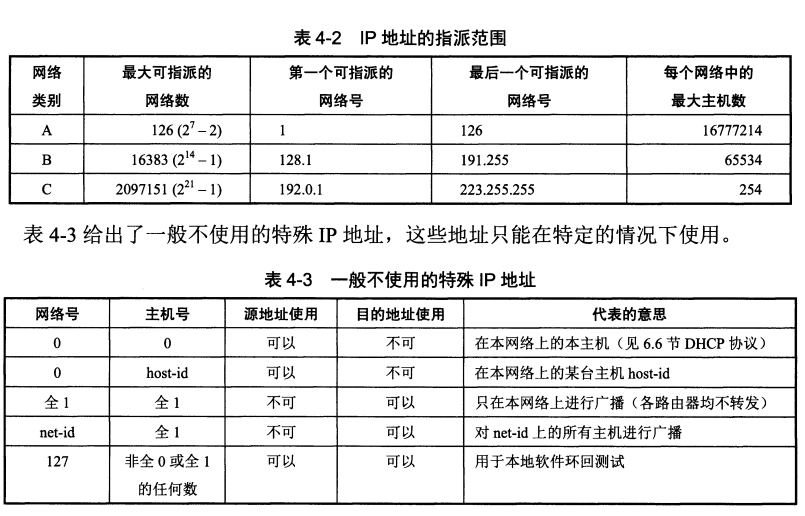 表 4-2 IP 地址的指派范围
网络类别 最大可指派的网络数 第一个可指派的网络号 最后一个可指派的网络号 每个网络中的最大主机数
A 126 (2⁷ – 2) 1 126 16777214
B 16383 (2¹⁴ – 1) 128.1 191.255 65534
C 2097151 (2²¹ – 1) 192.0.1 223.255.255 254
表 4-3 给出了一般不使用的特殊 IP 地址，这些地址只能在特定的情况下使用。
表 4-3 一般不使用的特殊 IP 地址
网络号 主机号 源地址使用 目的地址使用 代表的意思
0 0 可以 不可 在本网络上的本主机（见 6.6 节 DHCP 协议）
0 host-id 可以 不可 在本网络上的某台主机 host-id
全 1 全 1 不可 可以 只在本网络上进行广播（各路由器均不转发）
net-id 全 1 不可 可以 对 net-id 上的所有主机进行广播
127 非全 0 或全 1 的任何数 可以 可以 用于本地软件环回测试